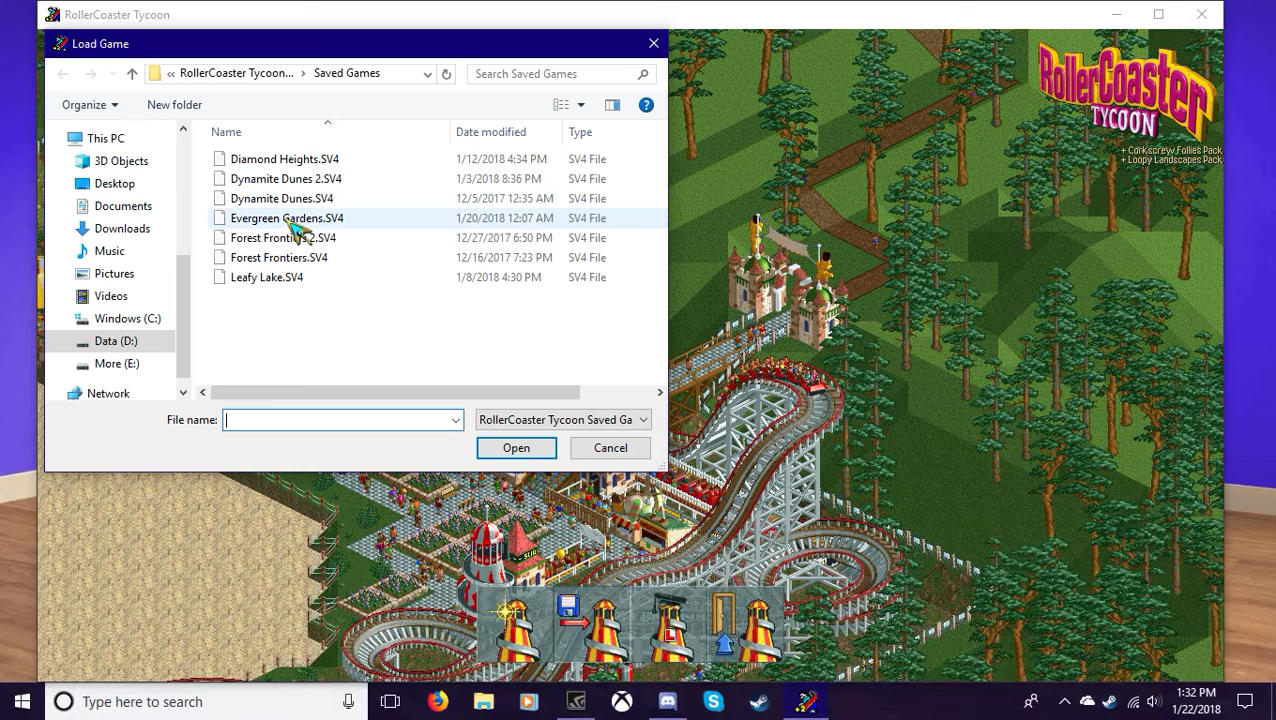 RollerCoaster Tycoon
Load Game
RollerCoaster Tycoon... Saved Games Search Saved Games
Organize New folder
Name Date modified Type
This PC
3D Objects
Desktop
Documents
Downloads
Music
Pictures
Videos
Windows (C:)
Data (D:)
More (E:)
Network
Diamond Heights.SV4 1/12/2018 4:34 PM SV4 File
Dynamite Dunes 2.SV4 1/3/2018 8:36 PM SV4 File
Dynamite Dunes.SV4 12/5/2017 12:35 AM SV4 File
Evergreen Gardens.SV4 1/20/2018 12:07 AM SV4 File
Forest Frontiers 2.SV4 12/27/2017 6:50 PM SV4 File
Forest Frontiers.SV4 12/16/2017 7:23 PM SV4 File
Leafy Lake.SV4 1/8/2018 4:30 PM SV4 File
File name: RollerCoaster Tycoon Saved Ga
Open Cancel
RollerCoaster
TYCOON
+ Corkscrew Follies Pack
+ Loopy Landscapes Pack
SLID
L
Type here to search
1:32 PM
1/22/2018